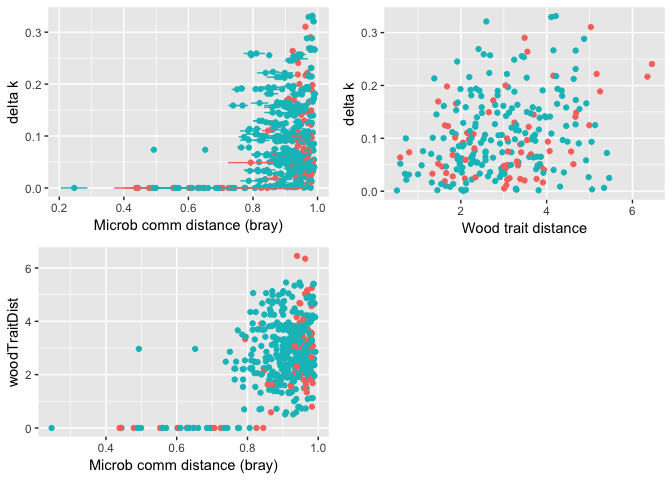 delta k
0.3
0.2
0.1
0.0
0.2 0.4 0.6 0.8 1.0
Microb comm distance (bray)
delta k
0.3
0.2
0.1
0.0
2 4 6
Wood trait distance
woodTraitDist
6
4
2
0
0.4 0.6 0.8 1.0
Microb comm distance (bray)